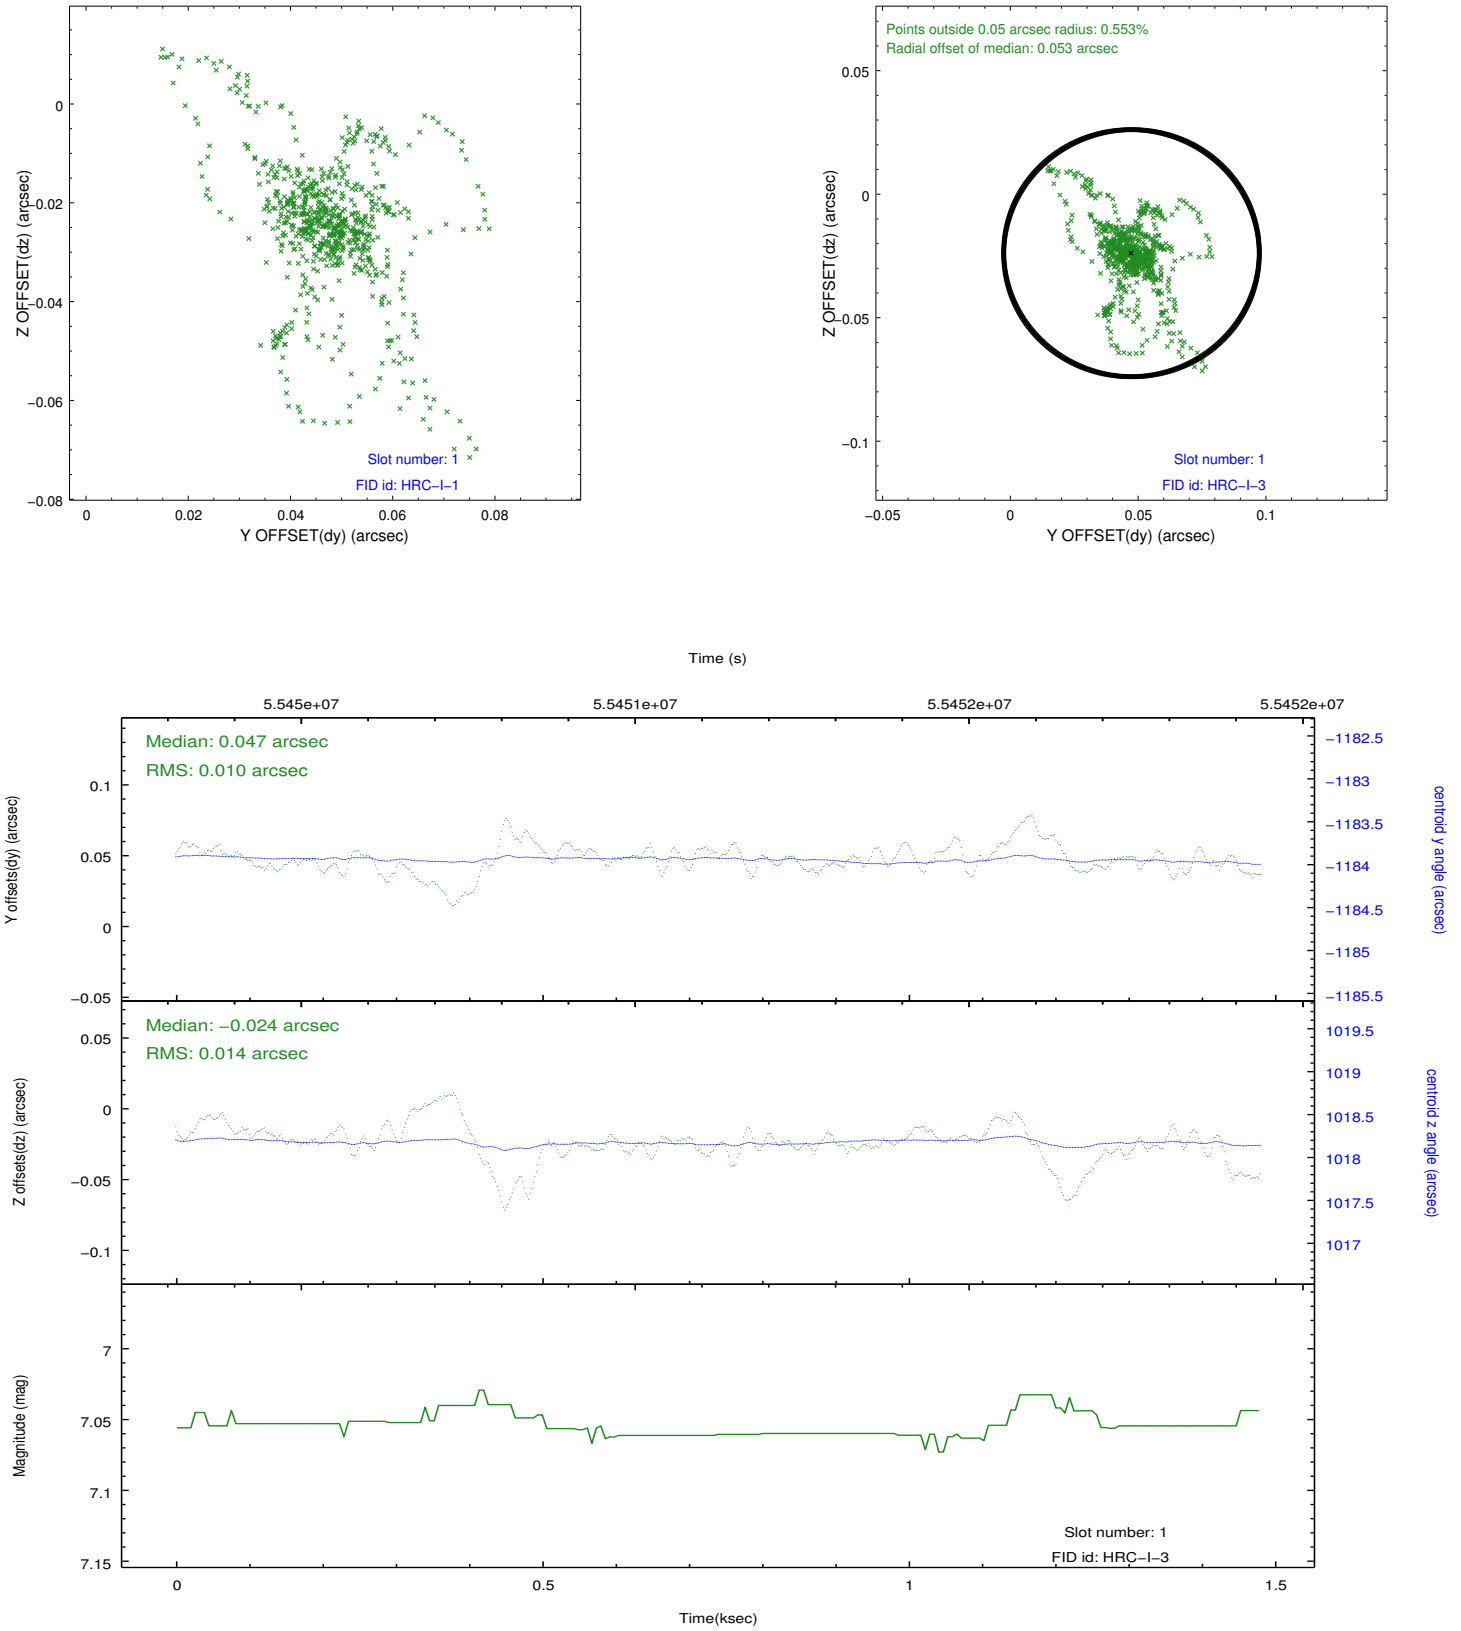 0
−0.02
−0.04
−0.06
−0.08
0
0.02
0.04
0.06
0.08
Z OFFSET(dz) (arcsec)
Y OFFSET(dy) (arcsec)
Slot number: 1
FID id: HRC−I−1
Points outside 0.05 arcsec radius: 0.553%
Radial offset of median: 0.053 arcsec
0.05
0
−0.05
−0.1
−0.05
0
0.05
0.1
Z OFFSET(dz) (arcsec)
Y OFFSET(dy) (arcsec)
Slot number: 1
FID id: HRC−I−3
Time (s)
5.545e+07
5.5451e+07
5.5452e+07
5.5452e+07
Median: 0.047 arcsec
RMS: 0.010 arcsec
0.1
0.05
0
−0.05
Y offsets(dy) (arcsec)
−1182.5
−1183
−1183.5
−1184
−1184.5
−1185
−1185.5
centroid y angle (arcsec)
Median: −0.024 arcsec
RMS: 0.014 arcsec
0.05
0
−0.05
−0.1
Z offsets(dz) (arcsec)
1019.5
1019
1018.5
1018
1017.5
1017
centroid z angle (arcsec)
7
7.05
7.1
7.15
Magnitude (mag)
Slot number: 1
FID id: HRC−I−3
0
0.5
1
1.5
Time(ksec)